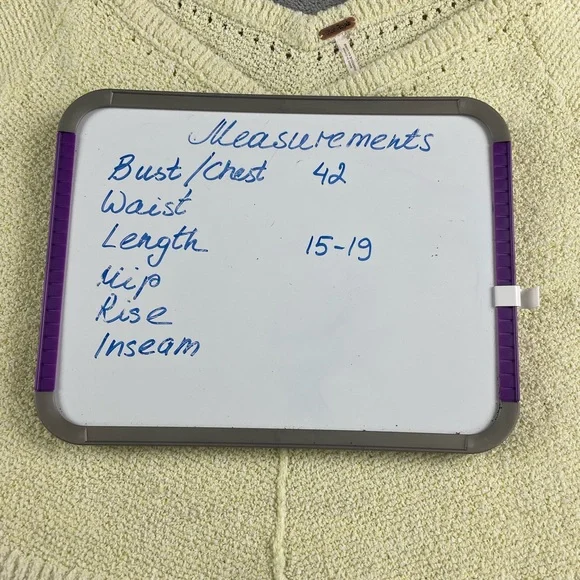 Measurements
Bust/Chest 42
Waist
Length 15-19
Hip
Rise
Inseam